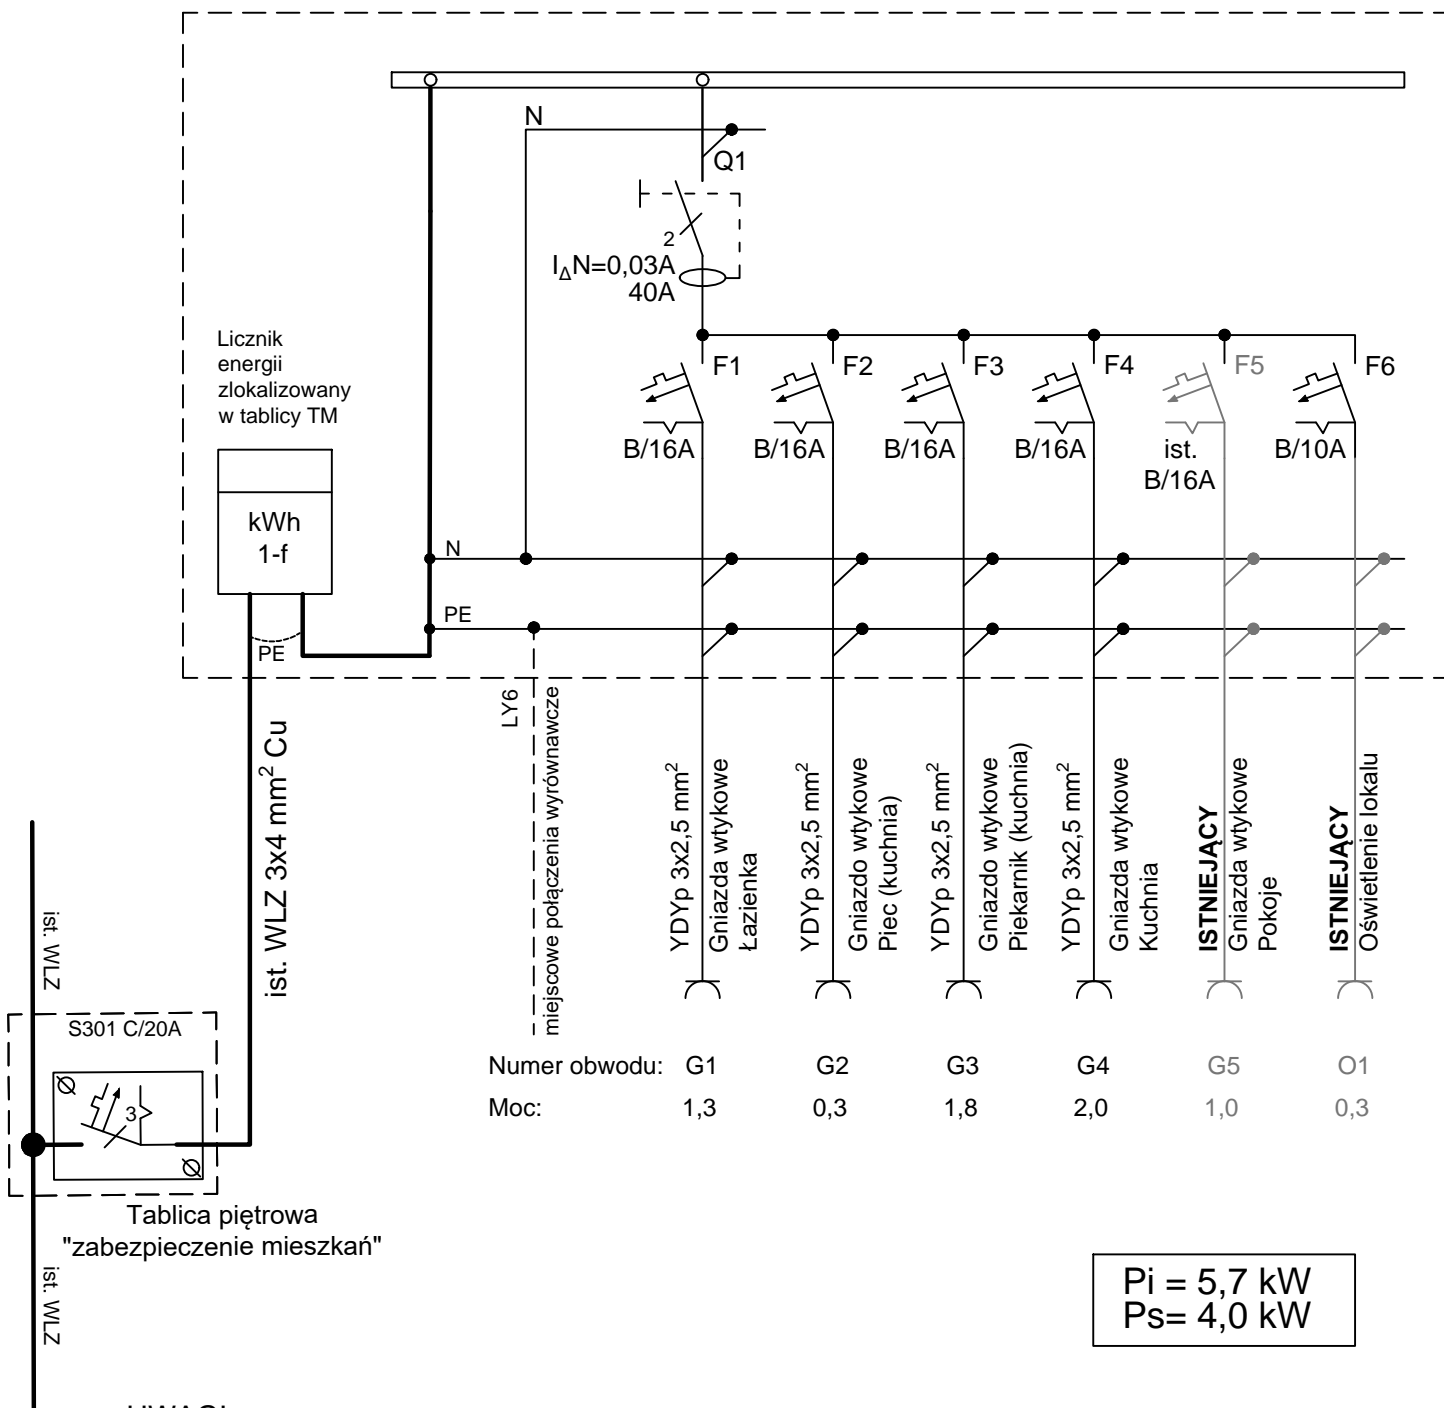 N
Q1
2
I∆N=0,03A
40A
Licznik
energii
zlokalizowany
w tablicy TM
kWh
1-f
F1
F2
F3
F4
F5
F6
B/16A
B/16A
B/16A
B/16A
ist.
B/16A
B/10A
N
PE
PE
LY6
miejscowe połączenia wyrównawcze
ist. WLZ 3x4 mm² Cu
YDYp 3x2,5 mm²
Gniazda wtykowe
Łazienka
YDYp 3x2,5 mm²
Gniazdo wtykowe
Piec (kuchnia)
YDYp 3x2,5 mm²
Gniazdo wtykowe
Piekarnik (kuchnia)
YDYp 3x2,5 mm²
Gniazda wtykowe
Kuchnia
ISTNIEJĄCY
Gniazda wtykowe
Pokoje
ISTNIEJĄCY
Oświetlenie lokalu
ist. WLZ
S301 C/20A
3
Tablica piętrowa
"zabezpieczenie mieszkań"
ist. WLZ
Numer obwodu: G1 G2 G3 G4 G5 O1
Moc: 1,3 0,3 1,8 2,0 1,0 0,3
Pi = 5,7 kW
Ps= 4,0 kW